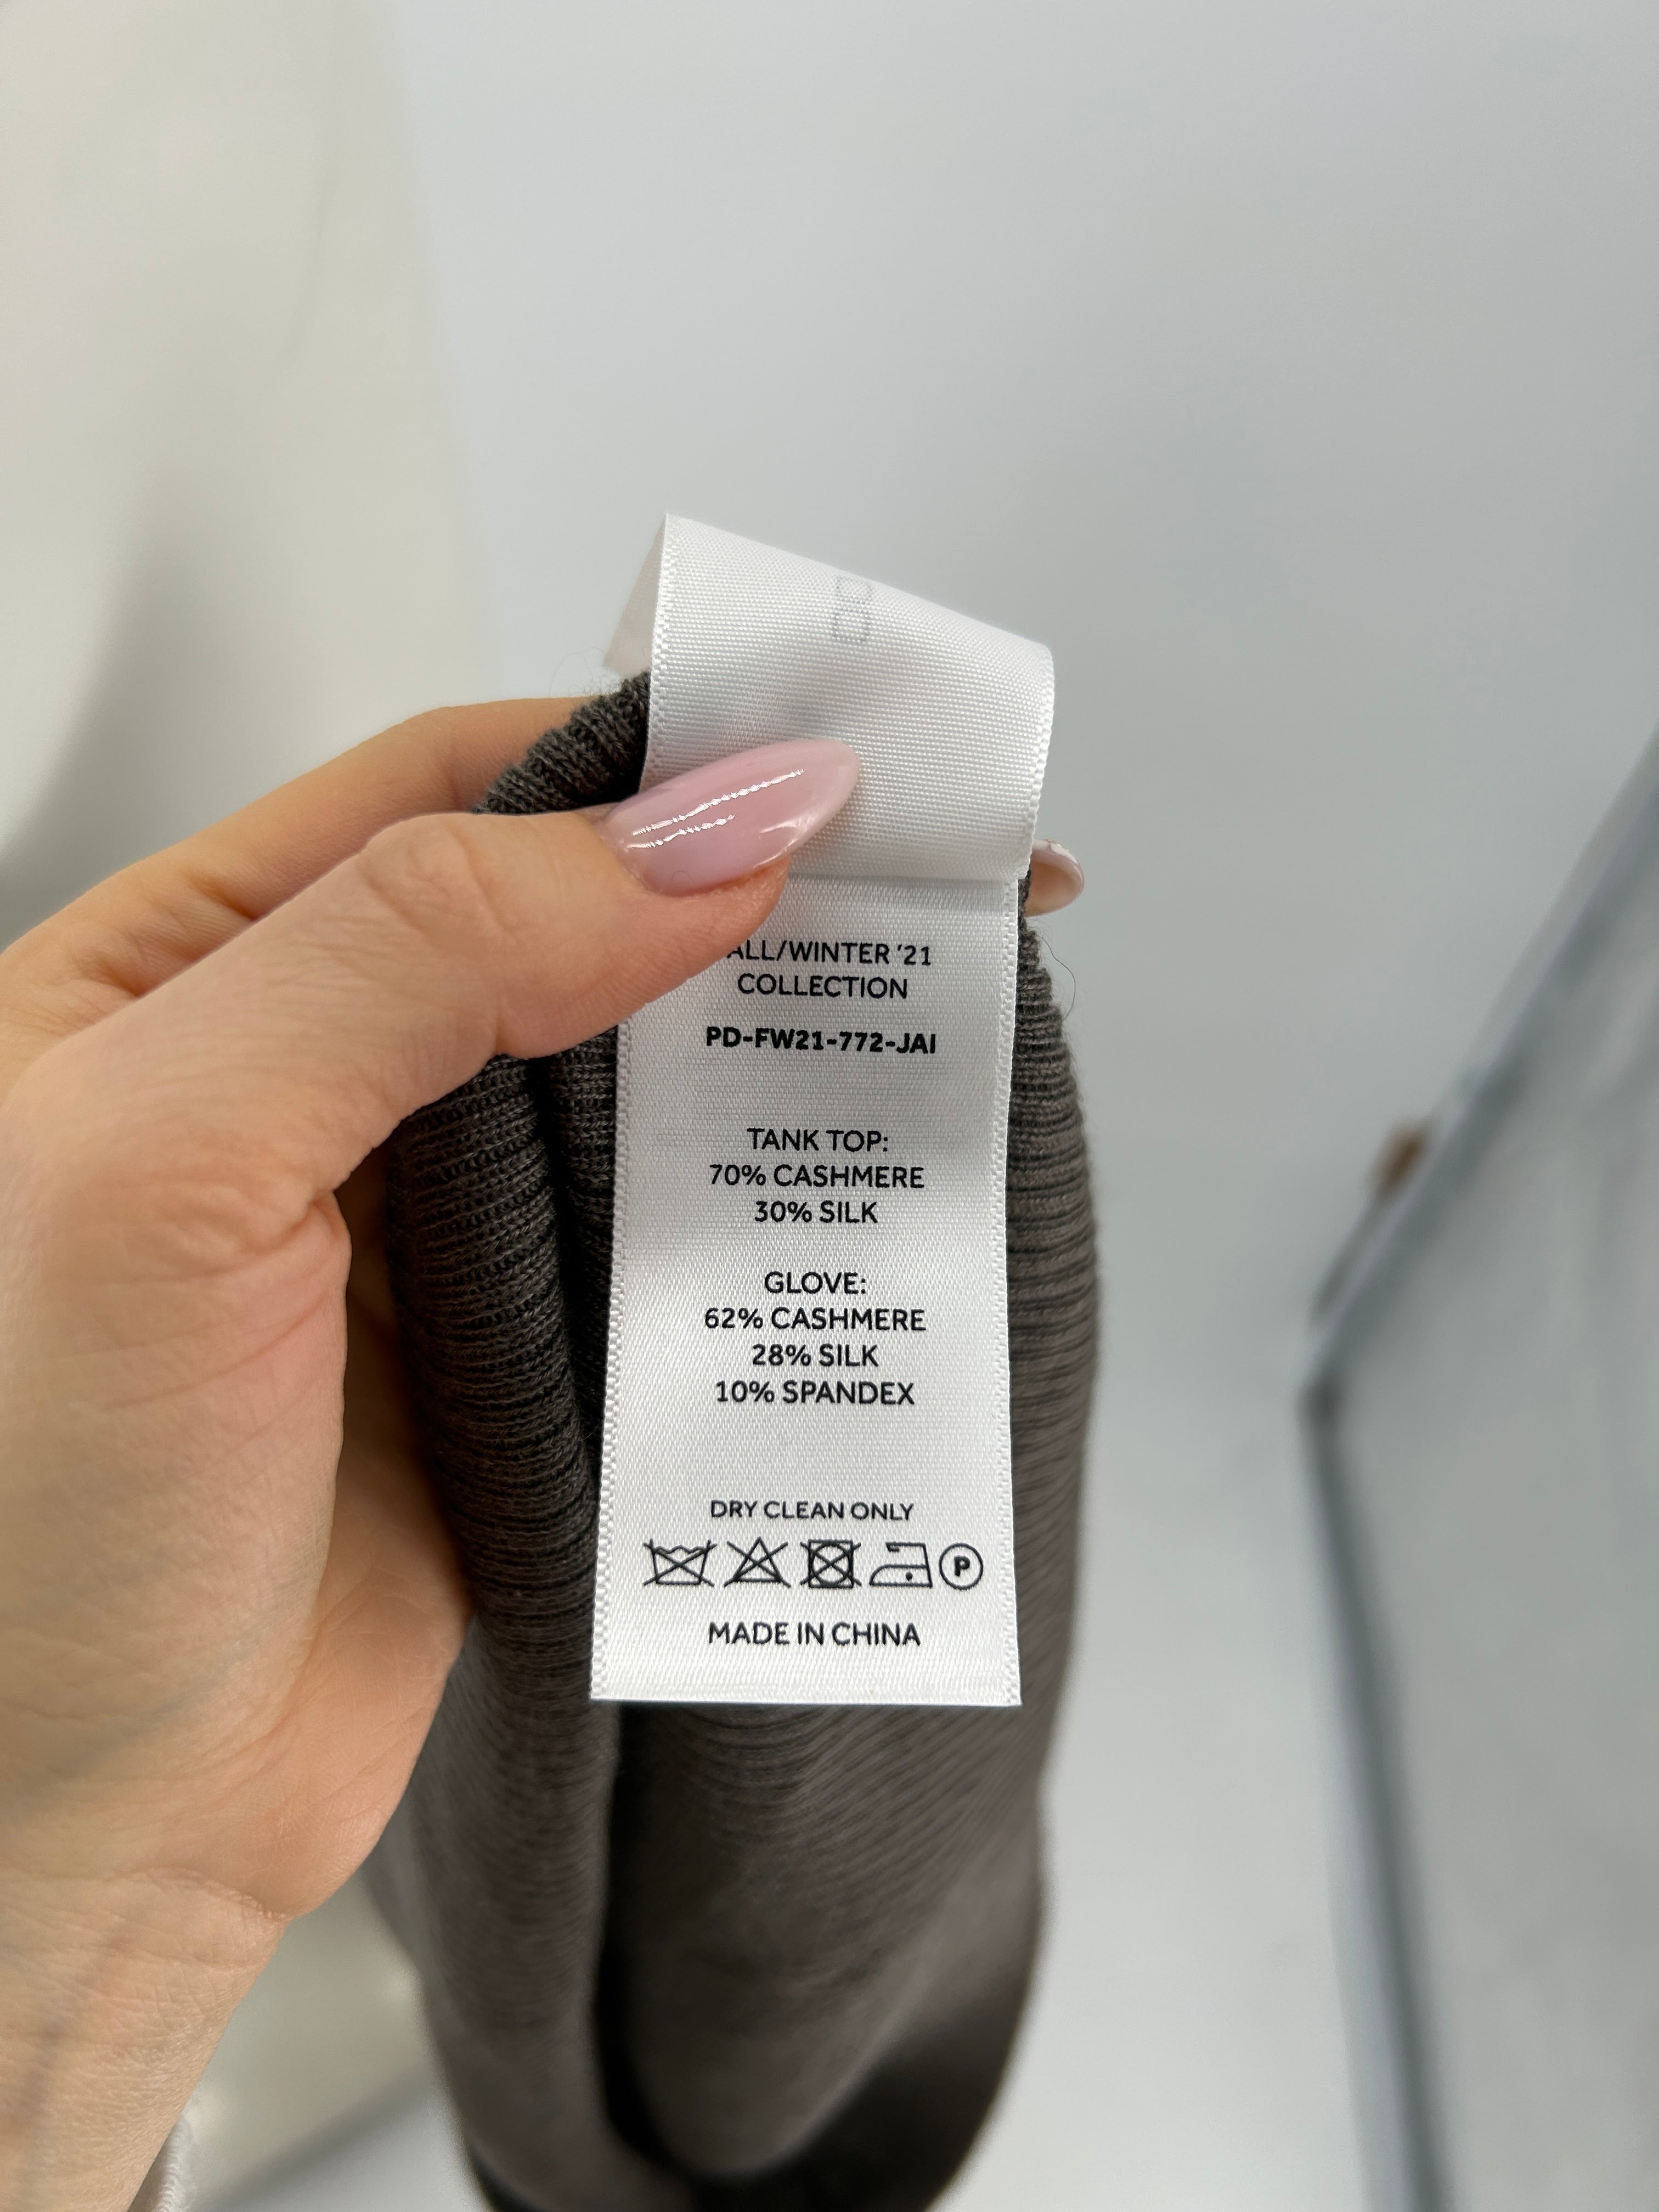 ALL/WINTER '21
COLLECTION
PD-FW21-772-JAI
TANK TOP:
70% CASHMERE
30% SILK
GLOVE:
62% CASHMERE
28% SILK
10% SPANDEX
DRY CLEAN ONLY
P
MADE IN CHINA